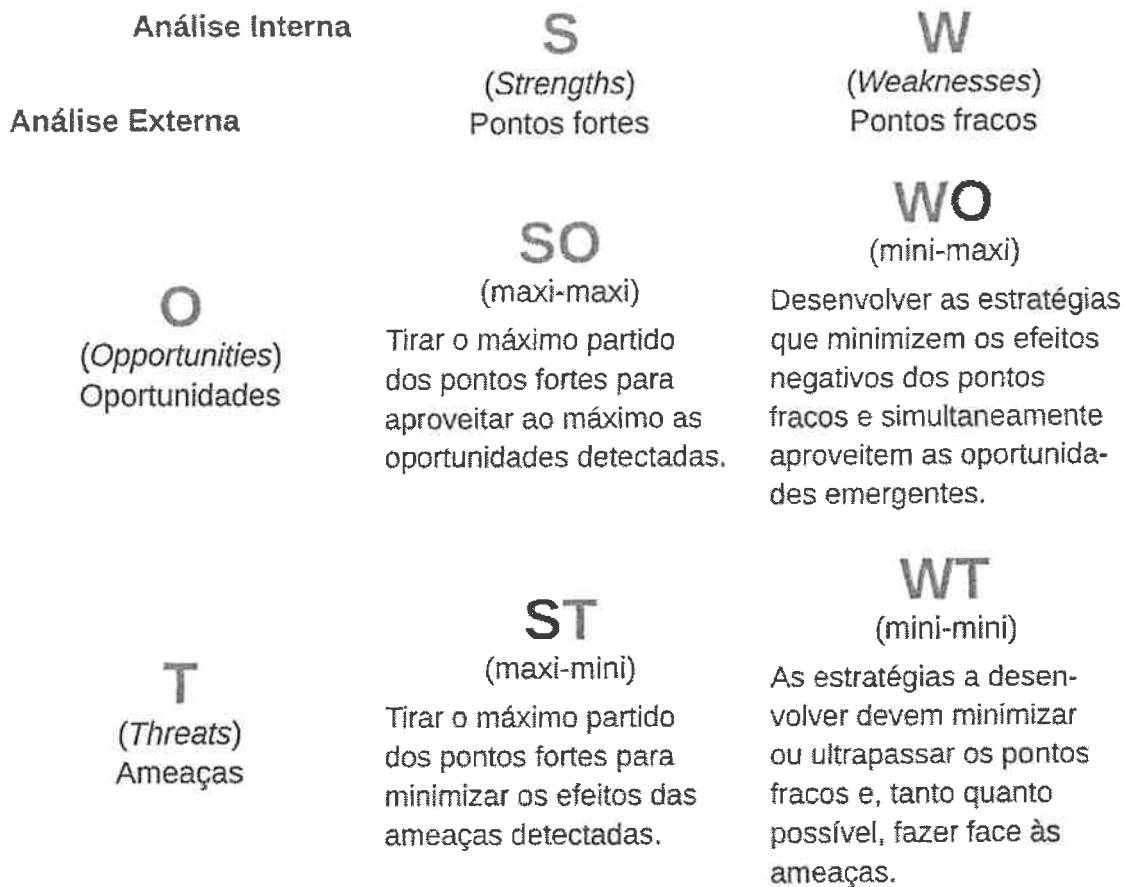 Análise Interna
Análise Externa
S
(Strengths)
Pontos fortes
W
(Weaknesses)
Pontos fracos
O
(Opportunities)
Oportunidades
SO
(maxi-maxi)
Tirar o máximo partido
dos pontos fortes para
aproveitar ao máximo as
oportunidades detectadas.
WO
(mini-maxi)
Desenvolver as estratégias
que minimizem os efeitos
negativos dos pontos
fracos e simultaneamente
aproveitem as oportunida-
des emergentes.
T
(Threats)
Ameaças
ST
(maxi-mini)
Tirar o máximo partido
dos pontos fortes para
minimizar os efeitos das
ameaças detectadas.
WT
(mini-mini)
As estratégias a desen-
volver devem minimizar
ou ultrapassar os pontos
fracos e, tanto quanto
possível, fazer face às
ameaças.